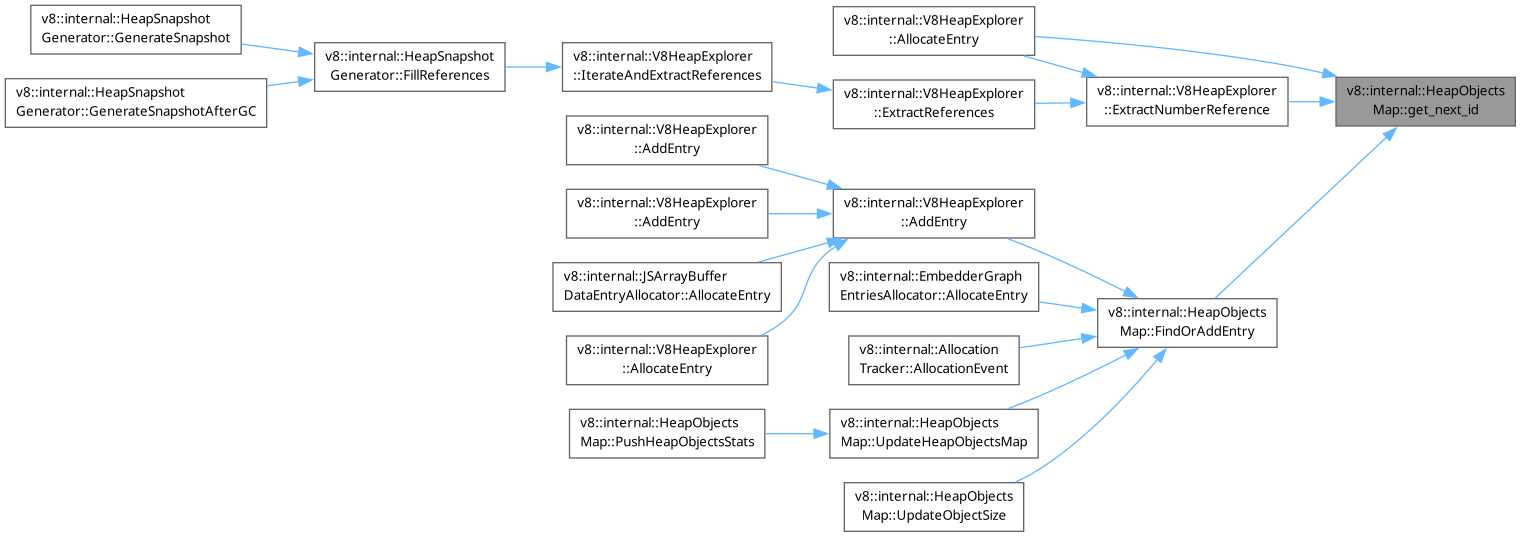 v8::internal::HeapSnapshot
Generator::GenerateSnapshot
v8::internal::HeapSnapshot
Generator::GenerateSnapshotAfterGC
v8::internal::HeapSnapshot
Generator::FillReferences
v8::internal::V8HeapExplorer
::IterateAndExtractReferences
v8::internal::V8HeapExplorer
::AllocateEntry
v8::internal::V8HeapExplorer
::ExtractReferences
v8::internal::V8HeapExplorer
::ExtractNumberReference
v8::internal::HeapObjects
Map::get_next_id
v8::internal::V8HeapExplorer
::AddEntry
v8::internal::V8HeapExplorer
::AddEntry
v8::internal::V8HeapExplorer
::AddEntry
v8::internal::JSArrayBuffer
DataEntryAllocator::AllocateEntry
v8::internal::EmbedderGraph
EntriesAllocator::AllocateEntry
v8::internal::HeapObjects
Map::FindOrAddEntry
v8::internal::V8HeapExplorer
::AllocateEntry
v8::internal::Allocation
Tracker::AllocationEvent
v8::internal::HeapObjects
Map::PushHeapObjectsStats
v8::internal::HeapObjects
Map::UpdateHeapObjectsMap
v8::internal::HeapObjects
Map::UpdateObjectSize